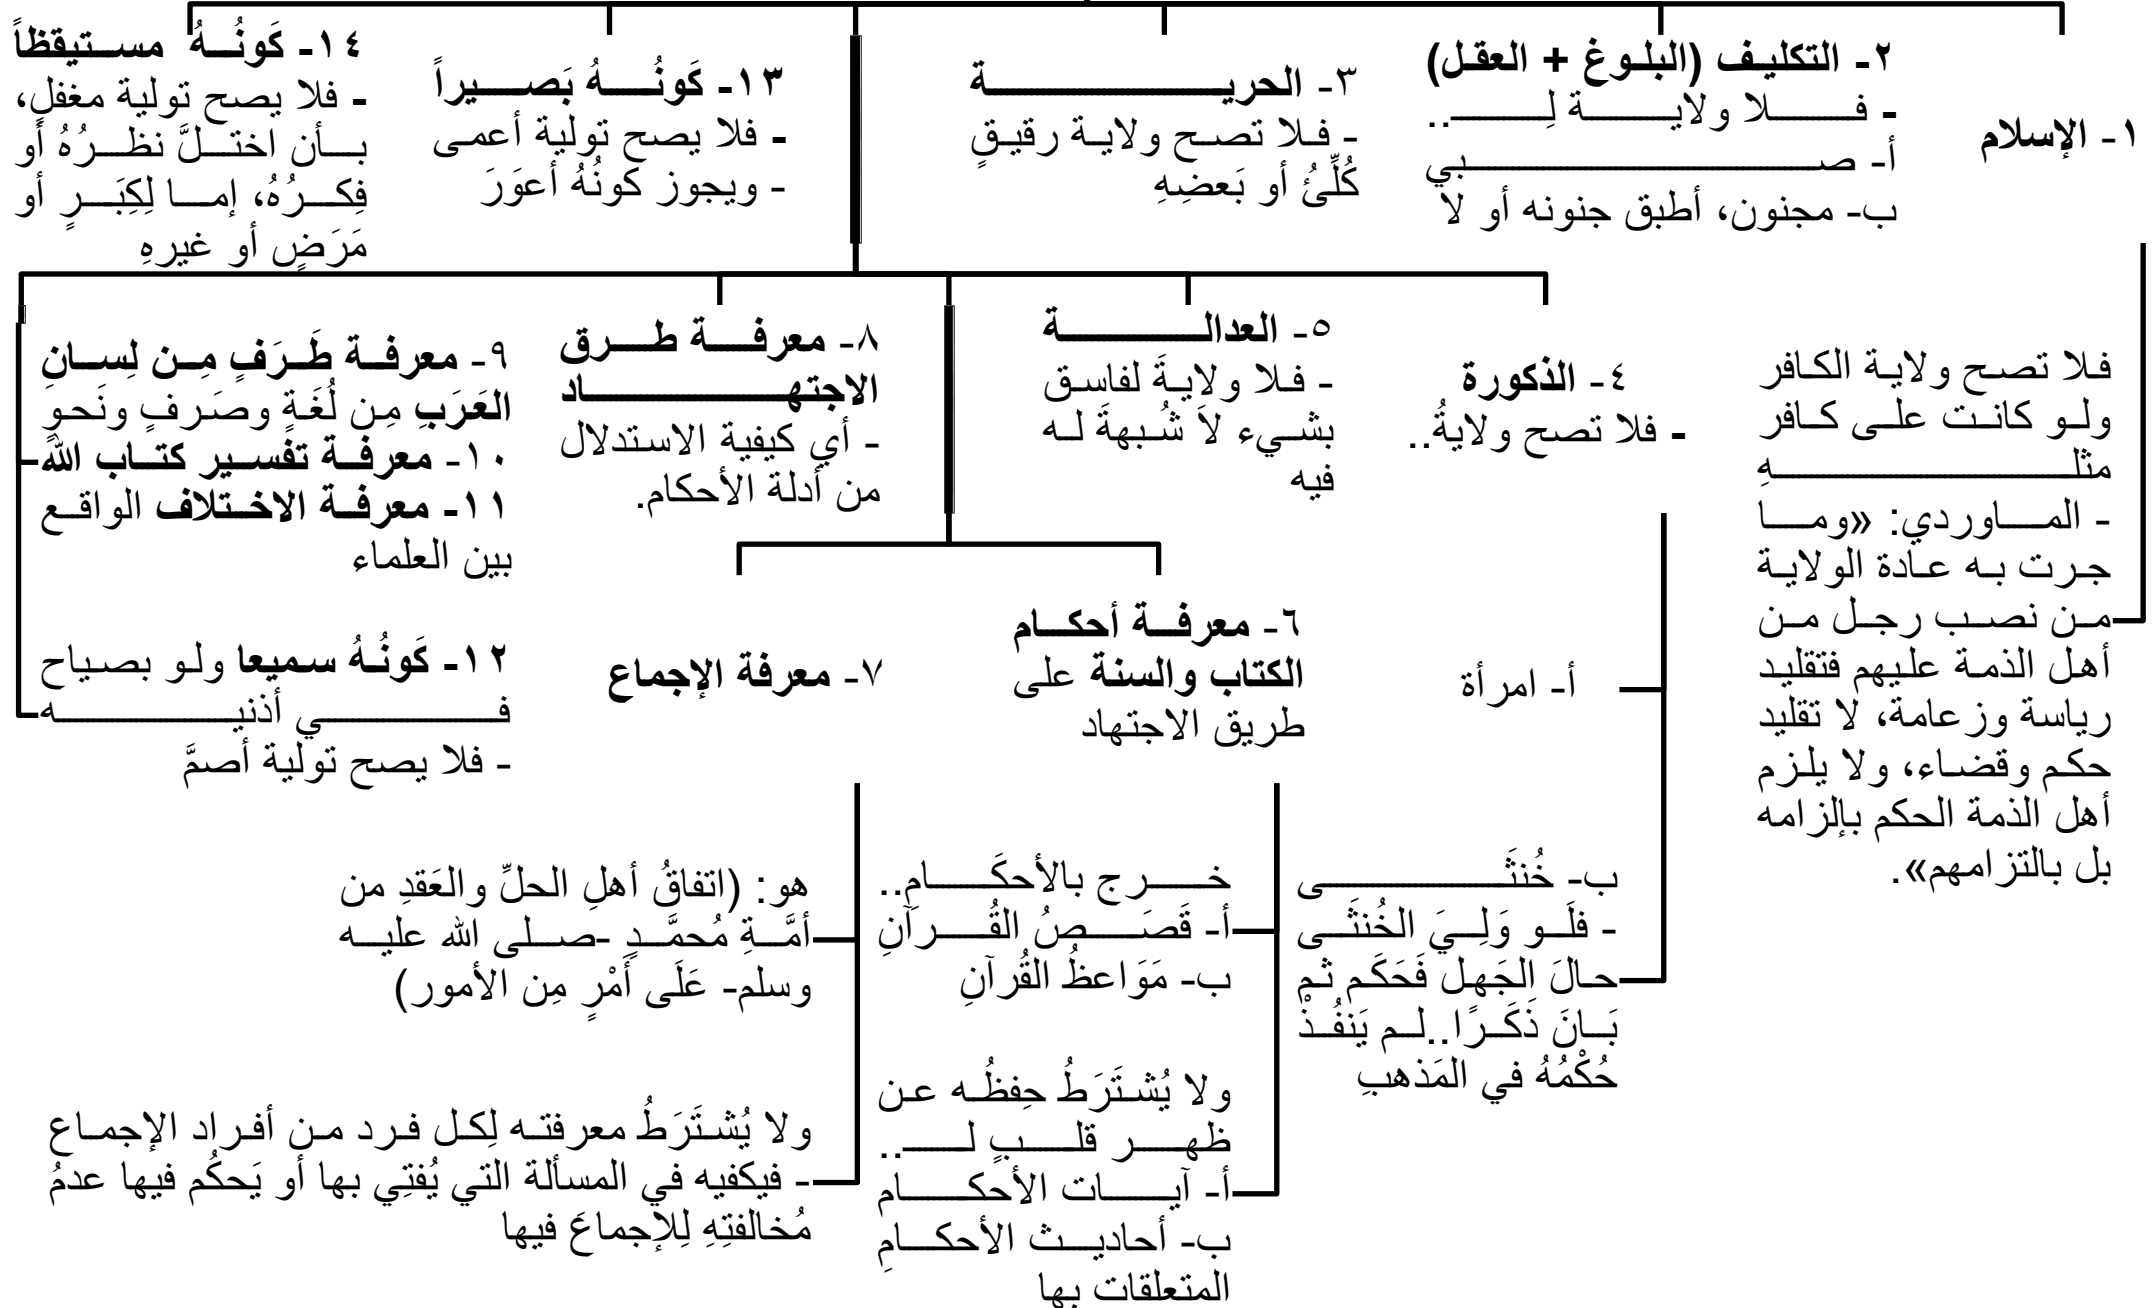 ١- الإسلام
٢- التكليف (البلوغ + العقل)
- فلا ولاية لِـ..
أ- صبي
ب- مجنون، أطبق جنونه أو لا
٣- الحرية
- فلا تصح ولاية رقيقٍ
كُلِّئُ أو بَعضِهِ
١٣- كَونُهُ بَصيراً
- فلا يصح تولية أعمى
- ويجوز كَونُهُ أعوَرَ
١٤- كَونُهُ مستيقظاً
- فلا يصح تولية مغفلٍ،
بأن اختلَّ نظرُهُ أو
فِكرُهُ، إما لِكِبَرٍ أو
مَرَضٍ أو غيرهِ
فلا تصح ولاية الكافر
ولو كانت على كافر
مثلهِ
- الماوردي: «وما
جرت به عادة الولاية
من نصب رجل من
أهل الذمة عليهم فتقليد
رياسة وزعامة، لا تقليد
حكم وقضاء، ولا يلزم
أهل الذمة الحكم بإلزامه
بل بالتزامهم».
٤- الذكورة
- فلا تصح ولايةُ..
٥- العدالة
- فلا ولايةَ لفاسق
بشيء لاَ شُبهةَ له
فيه
٨- معرفة طرق
الاجتهاد
- أي كيفية الاستدلال
من أدلة الأحكام.
٩- معرفة طَرَفٍ مِن لِسانِ
العَرَبِ مِن لُغَةٍ وصَرفٍ ونَحوٍ
١٠- معرفة تفسير كتاب الله
١١- معرفة الاختلاف الواقع
بين العلماء
١٢- كَونُهُ سميعا ولو بصياح
في أذنيه
- فلا يصح تولية أصمَّ
٦- معرفة أحكام
الكتاب والسنة على
طريق الاجتهاد
٧- معرفة الإجماع
أ- امرأة
ب- خُنثَى
- فلَو وَلِيَ الخُنثَى
حالَ الجَهل فَحَكَم ثم
بَانَ ذَكَرًا..لم يَنفُذْ
حُكْمُهُ في المَذهبِ
خرج بالأحكَامِ..
أ- قَصَصُ القُرآنِ
ب- مَوَاعظُ القُرآنِ
ولا يُشتَرَطُ حِفظُه عن
ظهر قلبٍ لـ..
أ- آيات الأحكام
ب- أحاديث الأحكامِ
المتعلقات بها
هو: (اتفاقُ أهلِ الحلِّ والعَقدِ من
أمَّةِ مُحمَّدٍ -صلى الله عليه
وسلم- عَلَى أَمْرٍ مِن الأمور)
ولا يُشتَرَطُ معرفته لِكل فرد من أفراد الإجماع
- فيكفيه في المسألة التي يُفتِي بها أو يَحكُم فيها عدمُ
مُخالفتِهِ لِلإجماعَ فيها